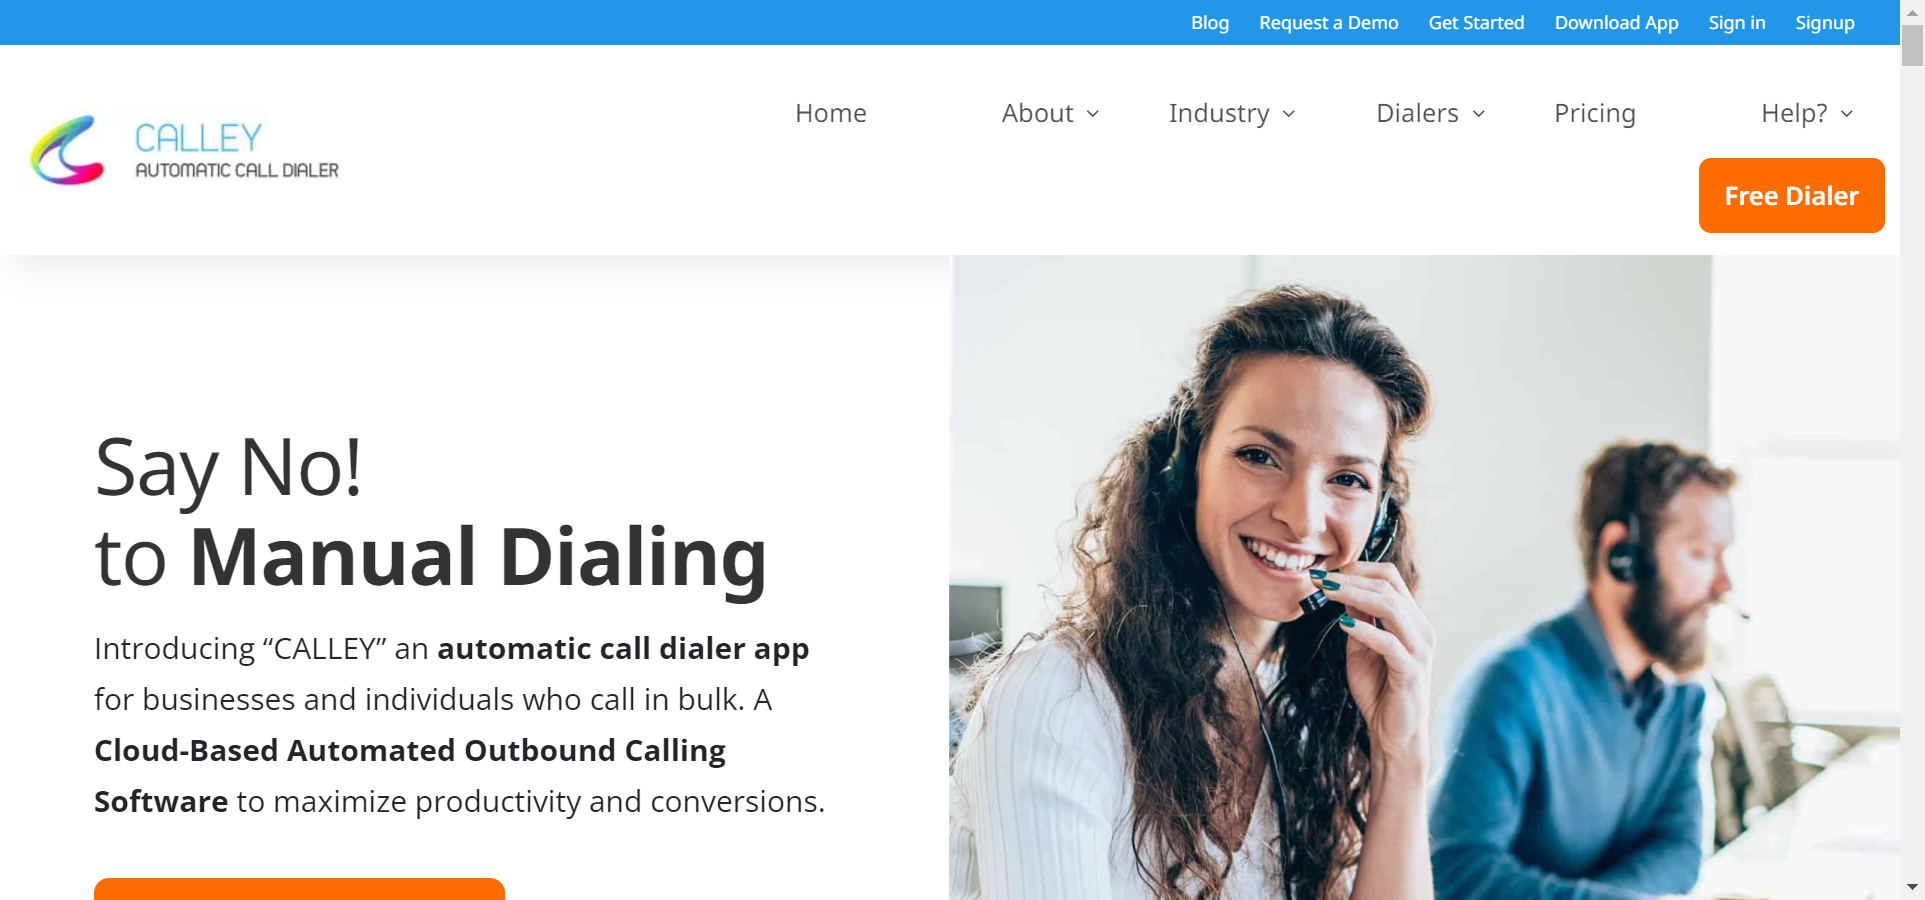 Blog Request a Demo Get Started Download App Sign in Signup
CALLEY
AUTOMATIC CALL DIALER
Home About Industry Dialers Pricing Help?
Free Dialer
Say No!
to Manual Dialing
Introducing “CALLEY” an automatic call dialer app
for businesses and individuals who call in bulk. A
Cloud-Based Automated Outbound Calling
Software to maximize productivity and conversions.